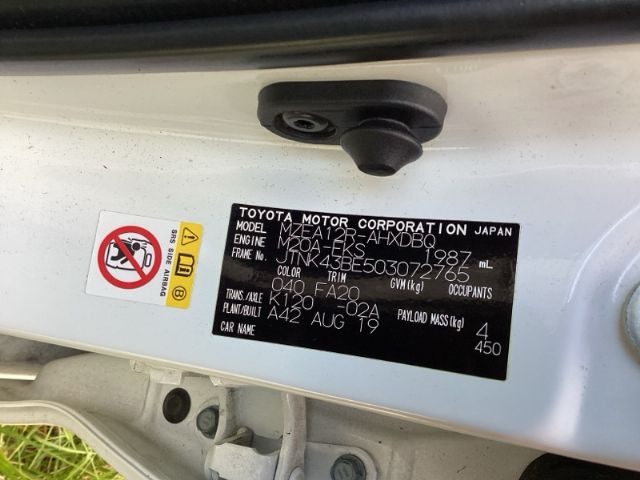 TOYOTA MOTOR CORPORATION JAPAN
MODEL MZEA12R-AHXDBQ
ENGINE M20A-FKS 1987 mL
FRAME No. JTNK43BE503072765
COLOR TRIM GVM(kg) OCCUPANTS
040 FA20
TRANS./AXLE K120 -02A 4
PLANT/BUILT A42 AUG 19 PAYLOAD MASS(kg) 450
CAR NAME
SRS SIDE AIRBAG
B